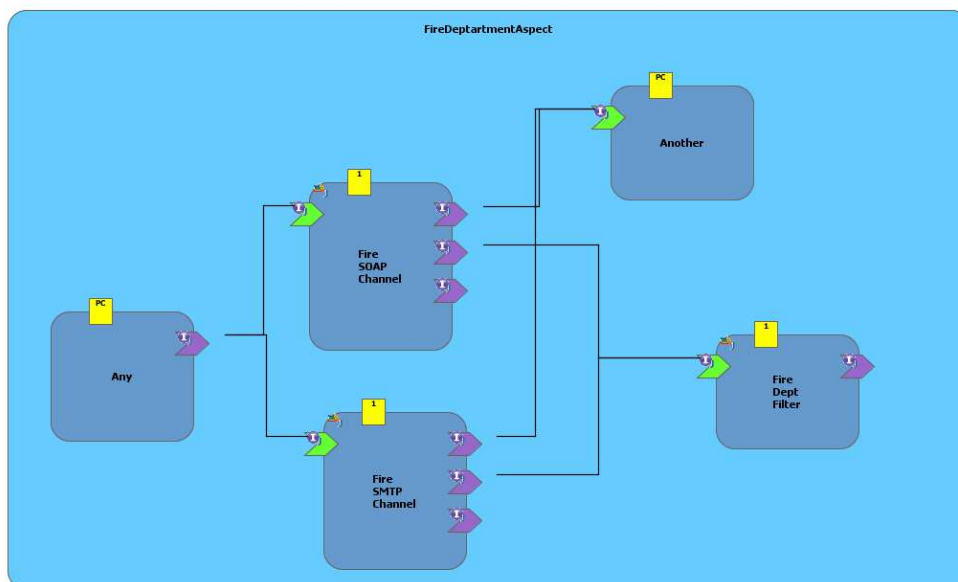 FireDeptartmentAspect
PC
Another
1
Fire
SOAP
Channel
PC
Any
1
Fire
Dept
Filter
1
Fire
SMTP
Channel